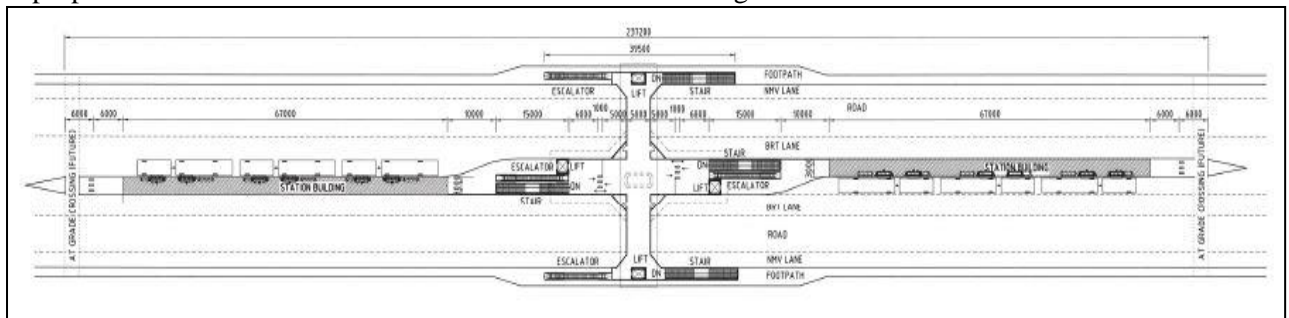 237200
39500
DN
FOOTPATH
ESCALATOR
LIFT
STAIR
NMV LANE
ROAD
6000
6000
67000
10000
15000
6000
1000
5000
5000
5000
1000
6000
15000
10000
67000
6000
6000
BRT LANE
STAIR
ESCALATOR
LIFT
DN
STATION BUILDING
DN
STAIR
LIFT
ESCALATOR
STATION BUILDING
BRT LANE
ROAD
AT GRADE CROSSING (FUTURE)
AT GRADE CROSSING (FUTURE)
ESCALATOR
LIFT
STAIR
NMV LANE
DN
FOOTPATH